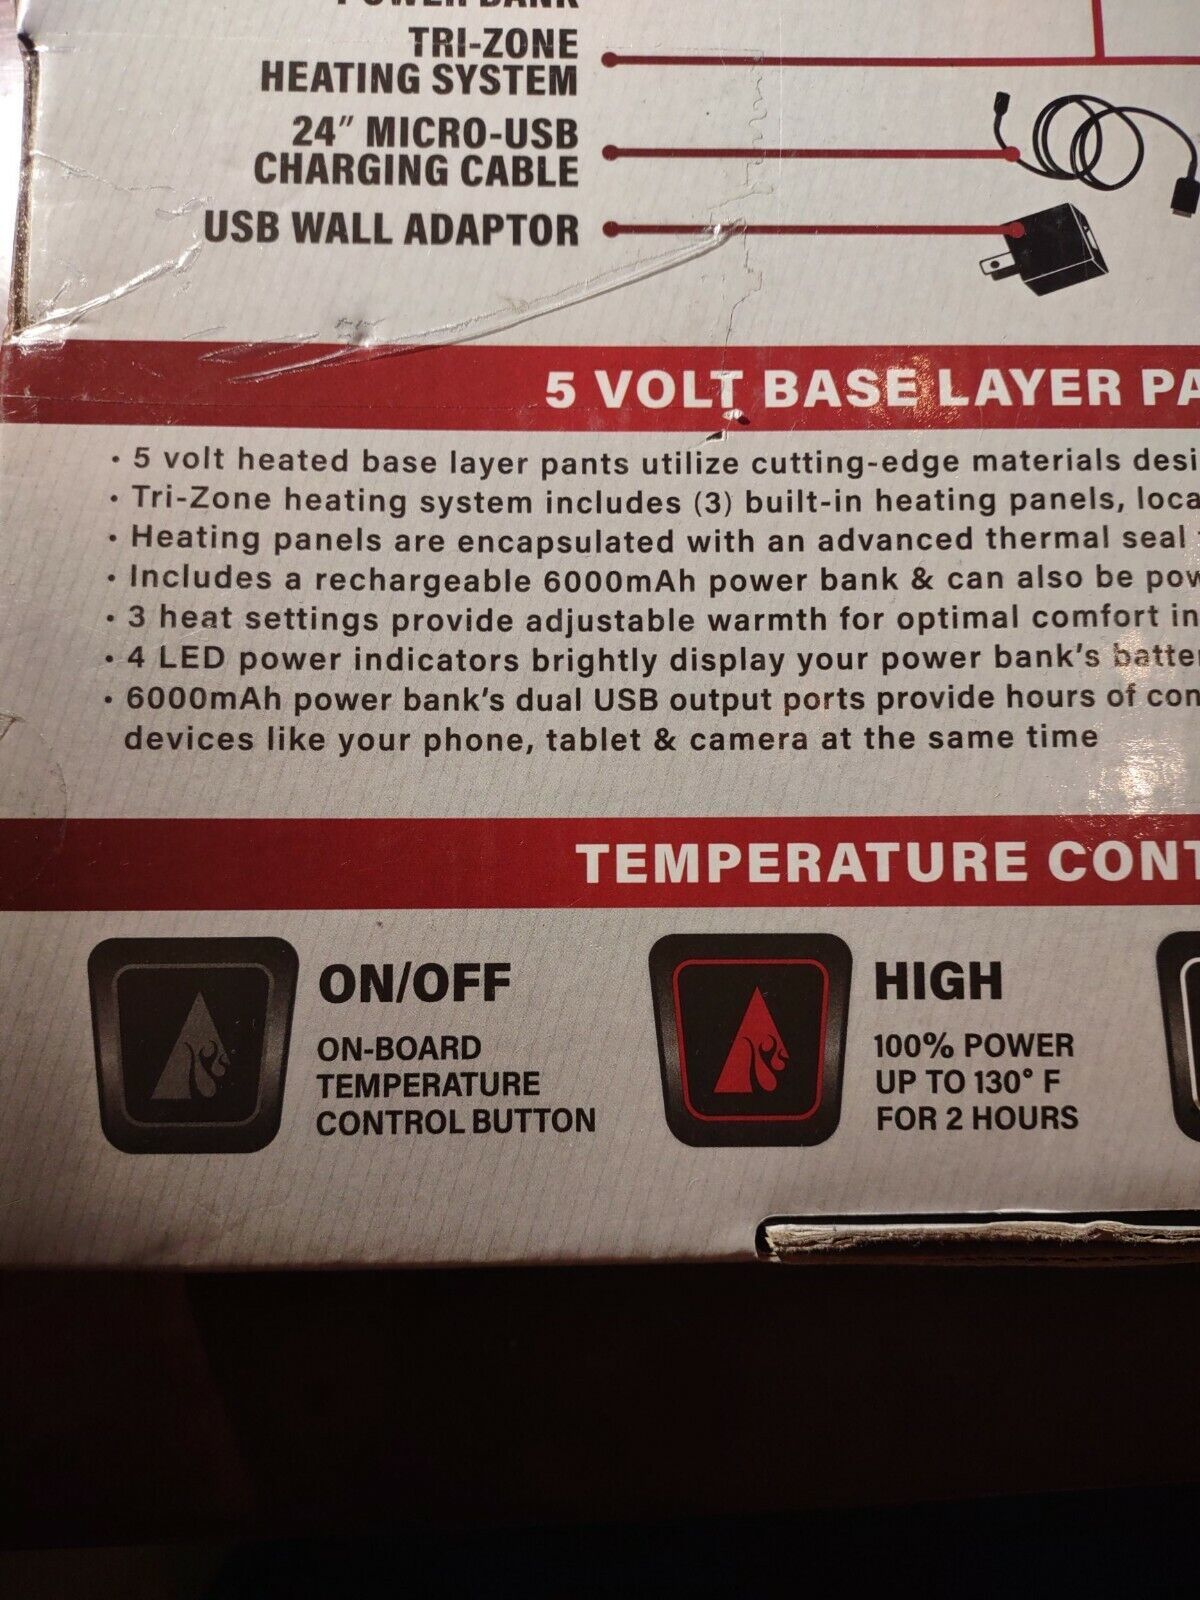 POWER BANK
TRI-ZONE
HEATING SYSTEM
24" MICRO-USB
CHARGING CABLE
USB WALL ADAPTOR
5 VOLT BASE LAYER PA
• 5 volt heated base layer pants utilize cutting-edge materials desi
• Tri-Zone heating system includes (3) built-in heating panels, loca
• Heating panels are encapsulated with an advanced thermal seal
• Includes a rechargeable 6000mAh power bank & can also be pow
• 3 heat settings provide adjustable warmth for optimal comfort in
• 4 LED power indicators brightly display your power bank's batte
• 6000mAh power bank's dual USB output ports provide hours of con
devices like your phone, tablet & camera at the same time
TEMPERATURE CONT
ON/OFF
ON-BOARD
TEMPERATURE
CONTROL BUTTON
HIGH
100% POWER
UP TO 130° F
FOR 2 HOURS